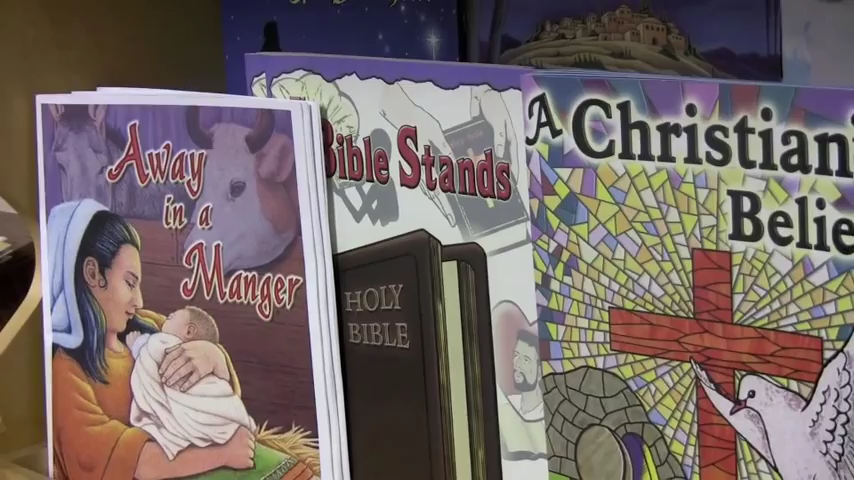 Away
in a
Manger
Bible Stands
HOLY
BIBLE
A Christian
Belie